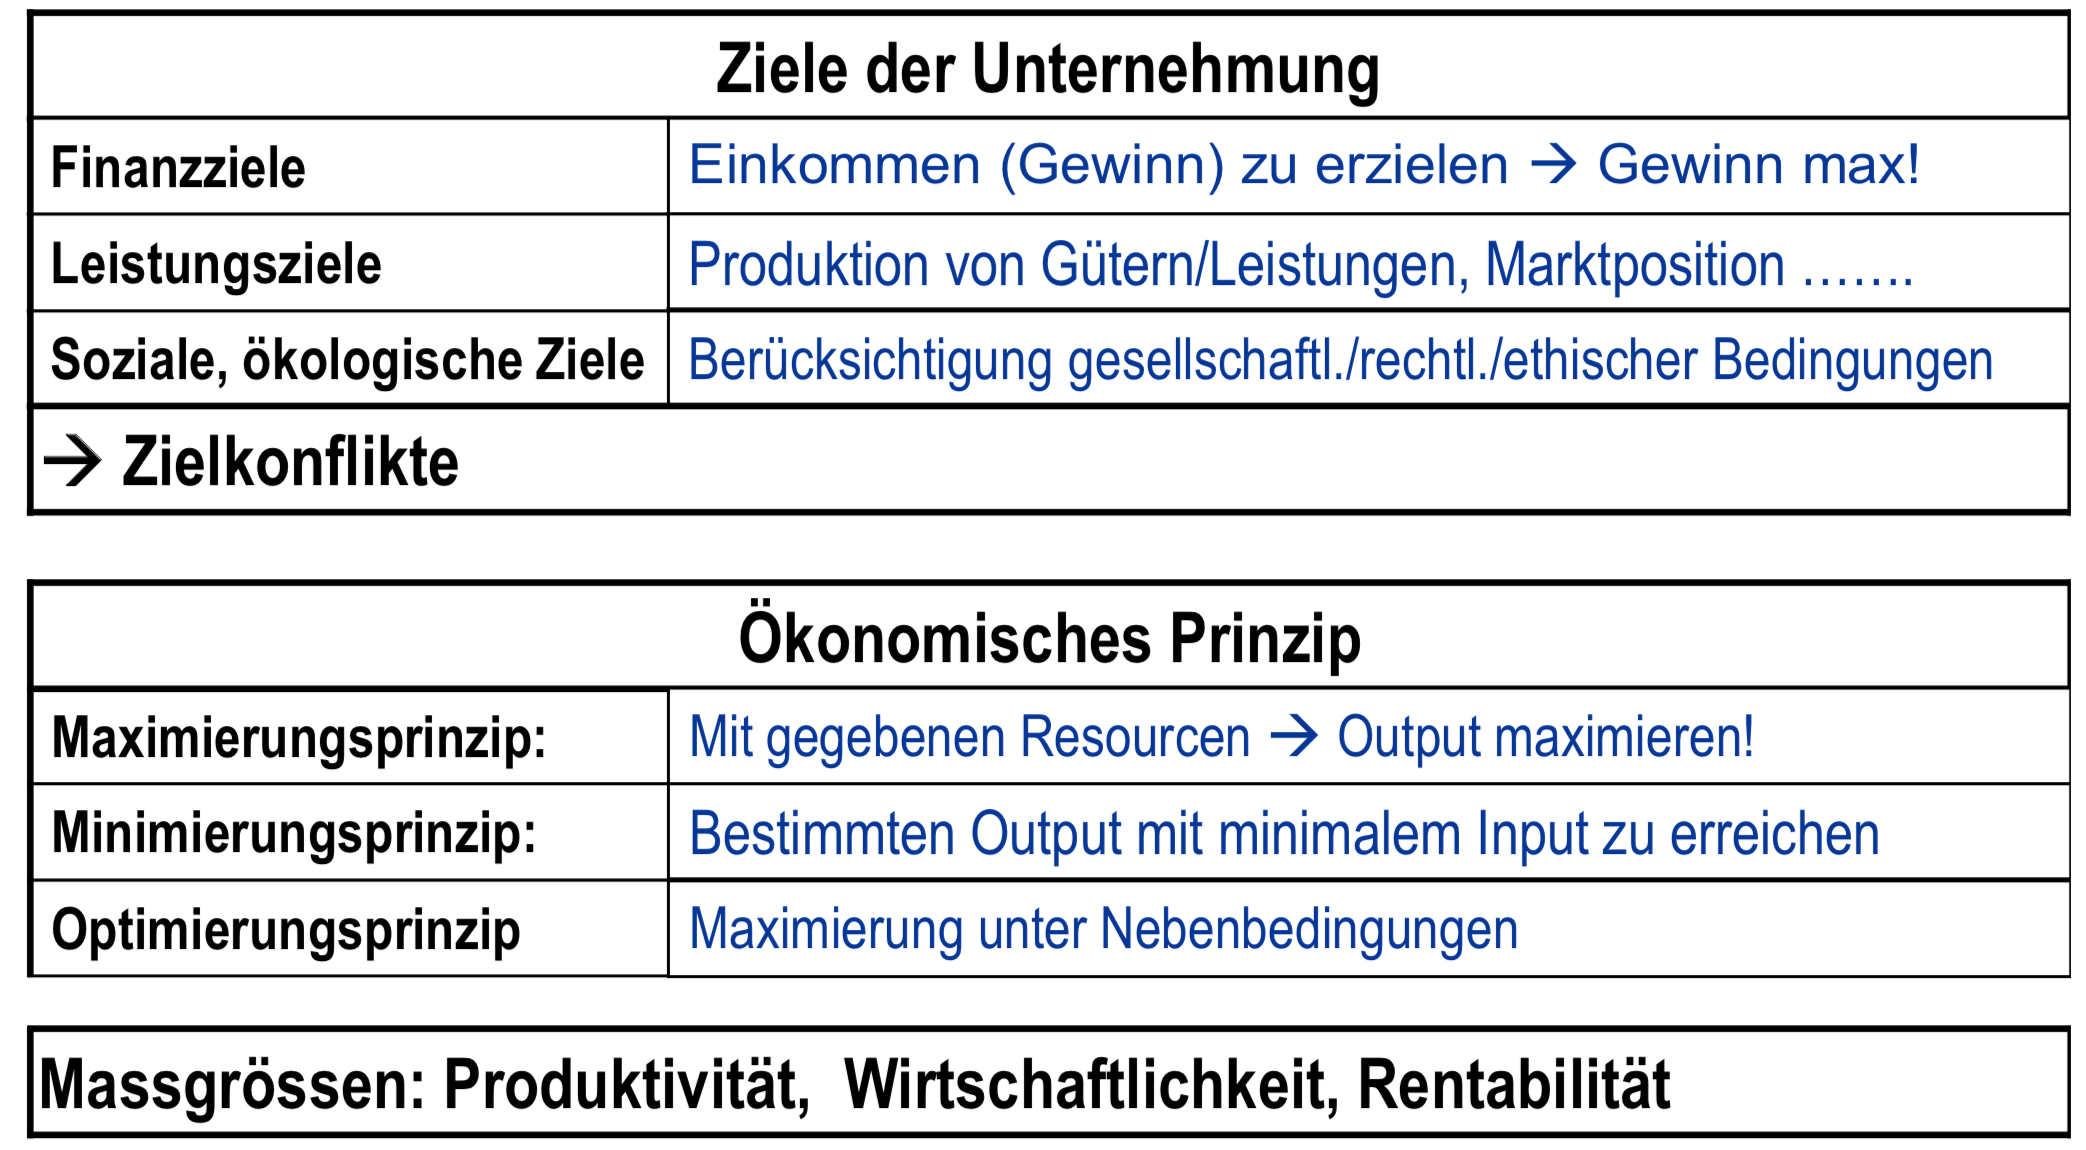 Ziele der Unternehmung
Finanzziele
Einkommen (Gewinn) zu erzielen → Gewinn max!
Leistungsziele
Produktion von Gütern/Leistungen, Marktposition .......
Soziale, ökologische Ziele
Berücksichtigung gesellschaftl./rechtl./ethischer Bedingungen
→ Zielkonflikte
Ökonomisches Prinzip
Maximierungsprinzip:
Mit gegebenen Resourcen → Output maximieren!
Minimierungsprinzip:
Bestimmten Output mit minimalem Input zu erreichen
Optimierungsprinzip
Maximierung unter Nebenbedingungen
Massgrössen: Produktivität, Wirtschaftlichkeit, Rentabilität